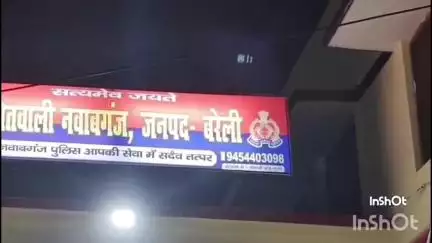 सत्यमेव जयते
तवाली नवाबगंज, जनपद- बरेली
नवाबगंज पुलिस आपकी सेवा में सदैव तत्पर
9454403098
InShOt
InShOt